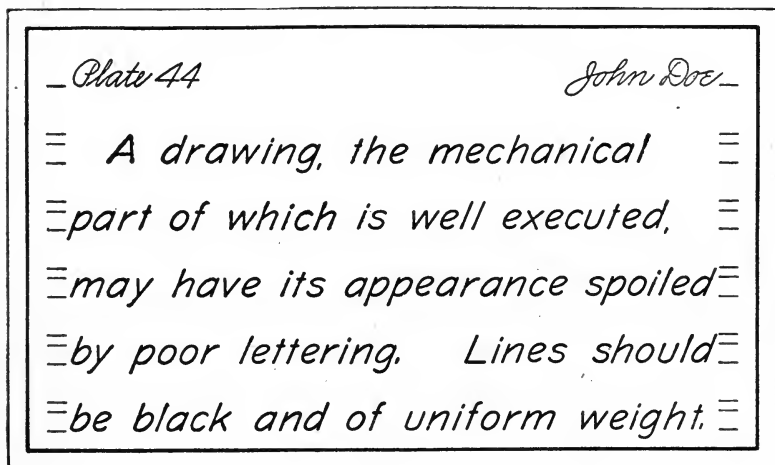 Plate 44 John Doe
A drawing, the mechanical
part of which is well executed,
may have its appearance spoiled
by poor lettering. Lines should
be black and of uniform weight.